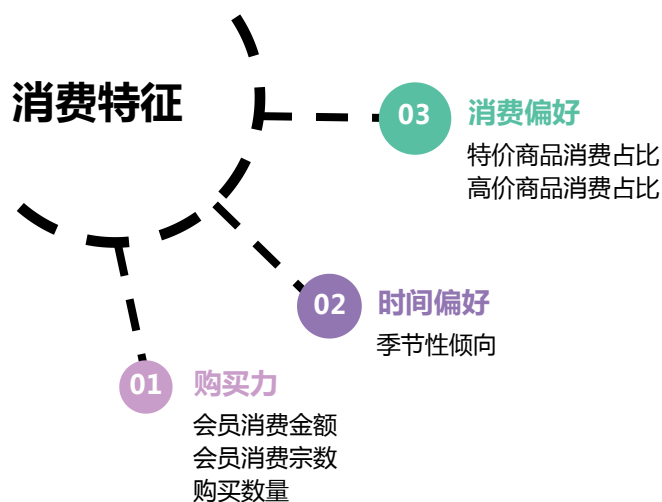 消费特征
03
消费偏好
特价商品消费占比
高价商品消费占比
02
时间偏好
季节性倾向
01
购买力
会员消费金额
会员消费宗数
购买数量